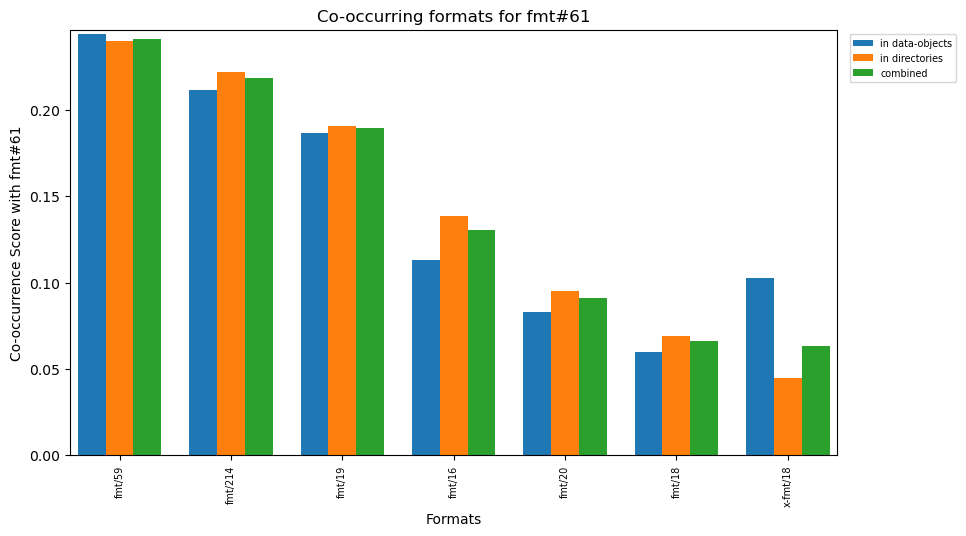 Co-occurring formats for fmt#61
in data-objects
in directories
combined
Co-occurrence Score with fmt#61
0.20
0.15
0.10
0.05
0.00
fmt/59
fmt/214
fmt/19
fmt/16
fmt/20
fmt/18
x-fmt/18
Formats